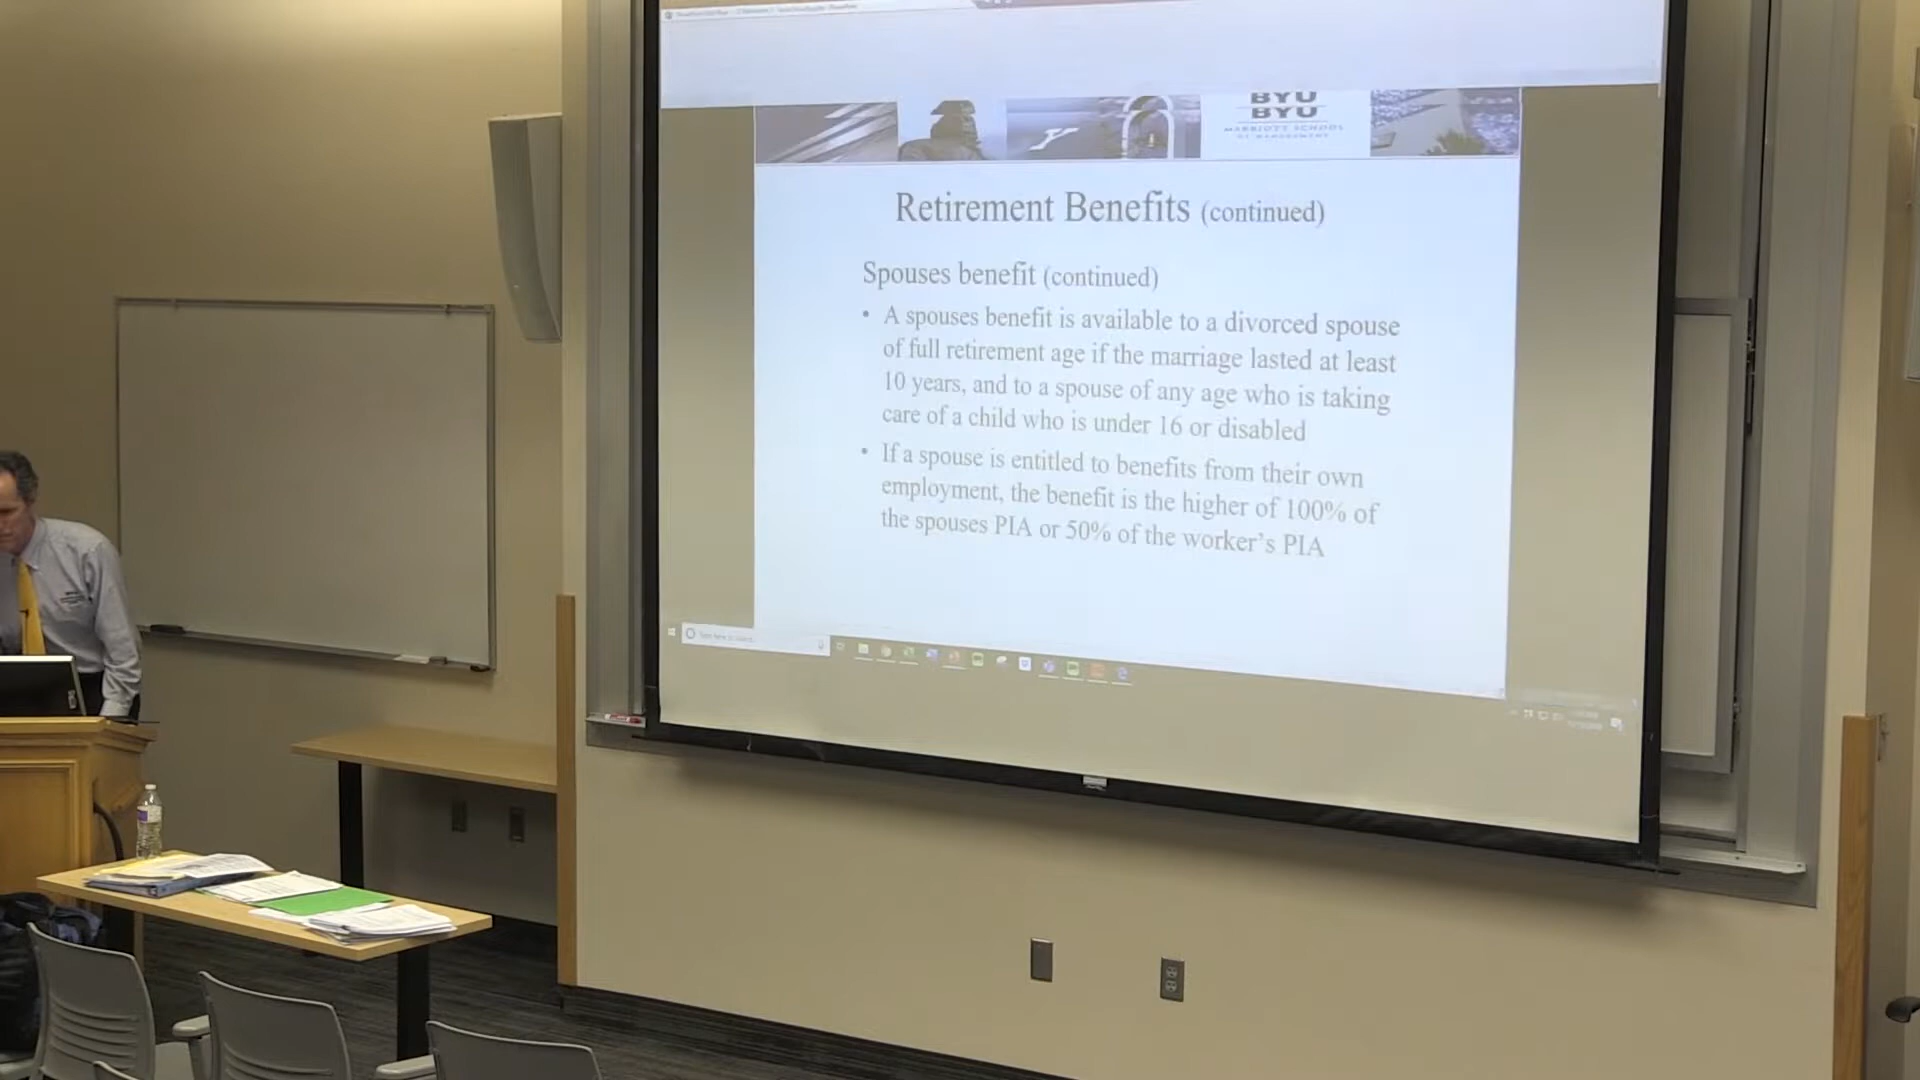 BYU
BYU
MARRIOTT SCHOOL
OF MANAGEMENT
Retirement Benefits (continued)
Spouses benefit (continued)
• A spouses benefit is available to a divorced spouse
of full retirement age if the marriage lasted at least
10 years, and to a spouse of any age who is taking
care of a child who is under 16 or disabled
• If a spouse is entitled to benefits from their own
employment, the benefit is the higher of 100% of
the spouses PIA or 50% of the worker's PIA